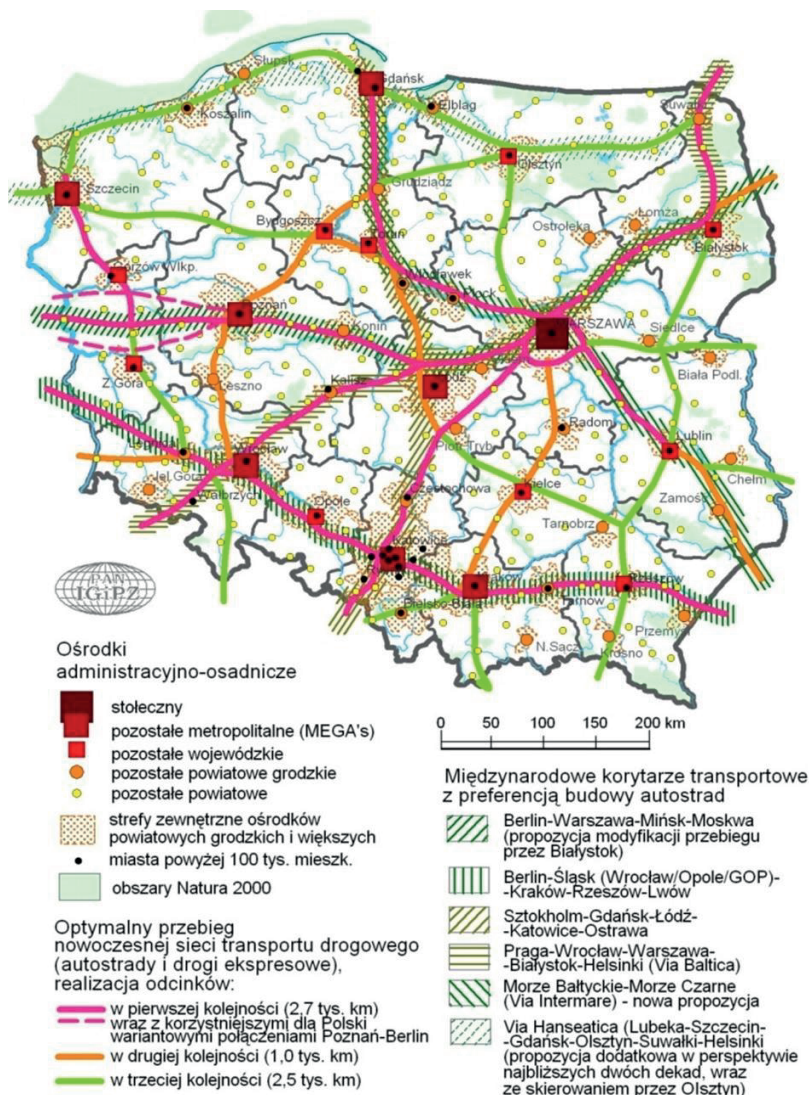 Słupsk
Gdańsk
Koszalin
Elbląg
Suwałki
Szczecin
Olsztyn
Grudziądz
Bydgoszcz
Toruń
Ostrołęka
Łomża
Białystok
Gorzów Wlkp.
Włocławek
Płock
Poznań
Konin
WARSZAWA
Siedlce
Biała Podl.
Z.Góra
Leszno
Kalisz
Łódź
Piotr.Tryb.
Radom
Lublin
Chełm
Legnica
Wrocław
Jel.Góra
Wałbrzych
Opole
Częstochowa
Kielce
Zamość
Tarnobrz.
Katowice
Kraków
Bielsko-Biała
Tarnów
Rzeszów
Przemyśl
N.Sącz
Krosno
PAN
IGiPZ
Ośrodki
administracyjno-osadnicze
stołeczny
pozostałe metropolitalne (MEGA's)
pozostałe wojewódzkie
pozostałe powiatowe grodzkie
pozostałe powiatowe
strefy zewnętrzne ośrodków
powiatowych grodzkich i większych
miasta powyżej 100 tys. mieszk.
obszary Natura 2000
Optymalny przebieg
nowoczesnej sieci transportu drogowego
(autostrady i drogi ekspresowe),
realizacja odcinków:
w pierwszej kolejności (2,7 tys. km)
wraz z korzystniejszymi dla Polski
wariantowymi połączeniami Poznań-Berlin
w drugiej kolejności (1,0 tys. km)
w trzeciej kolejności (2,5 tys. km)
0 50 100 150 200 km
Międzynarodowe korytarze transportowe
z preferencją budowy autostrad
Berlin-Warszawa-Mińsk-Moskwa
(propozycja modyfikacji przebiegu
przez Białystok)
Berlin-Śląsk (Wrocław/Opole/GOP)-
-Kraków-Rzeszów-Lwów
Sztokholm-Gdańsk-Łódź-
-Katowice-Ostrawa
Praga-Wrocław-Warszawa-
-Białystok-Helsinki (Via Baltica)
Morze Bałtyckie-Morze Czarne
(Via Intermare) - nowa propozycja
Via Hanseatica (Lubeka-Szczecin-
-Gdańsk-Olsztyn-Suwałki-Helsinki
(propozycja dodatkowa w perspektywie
najbliższych dwóch dekad, wraz
ze skierowaniem przez Olsztyn)